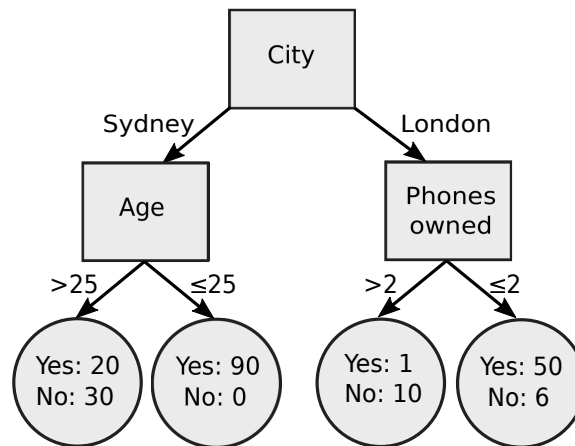 City
Sydney
London
Age
Phones
owned
>25
≤25
>2
≤2
Yes: 20
No: 30
Yes: 90
No: 0
Yes: 1
No: 10
Yes: 50
No: 6